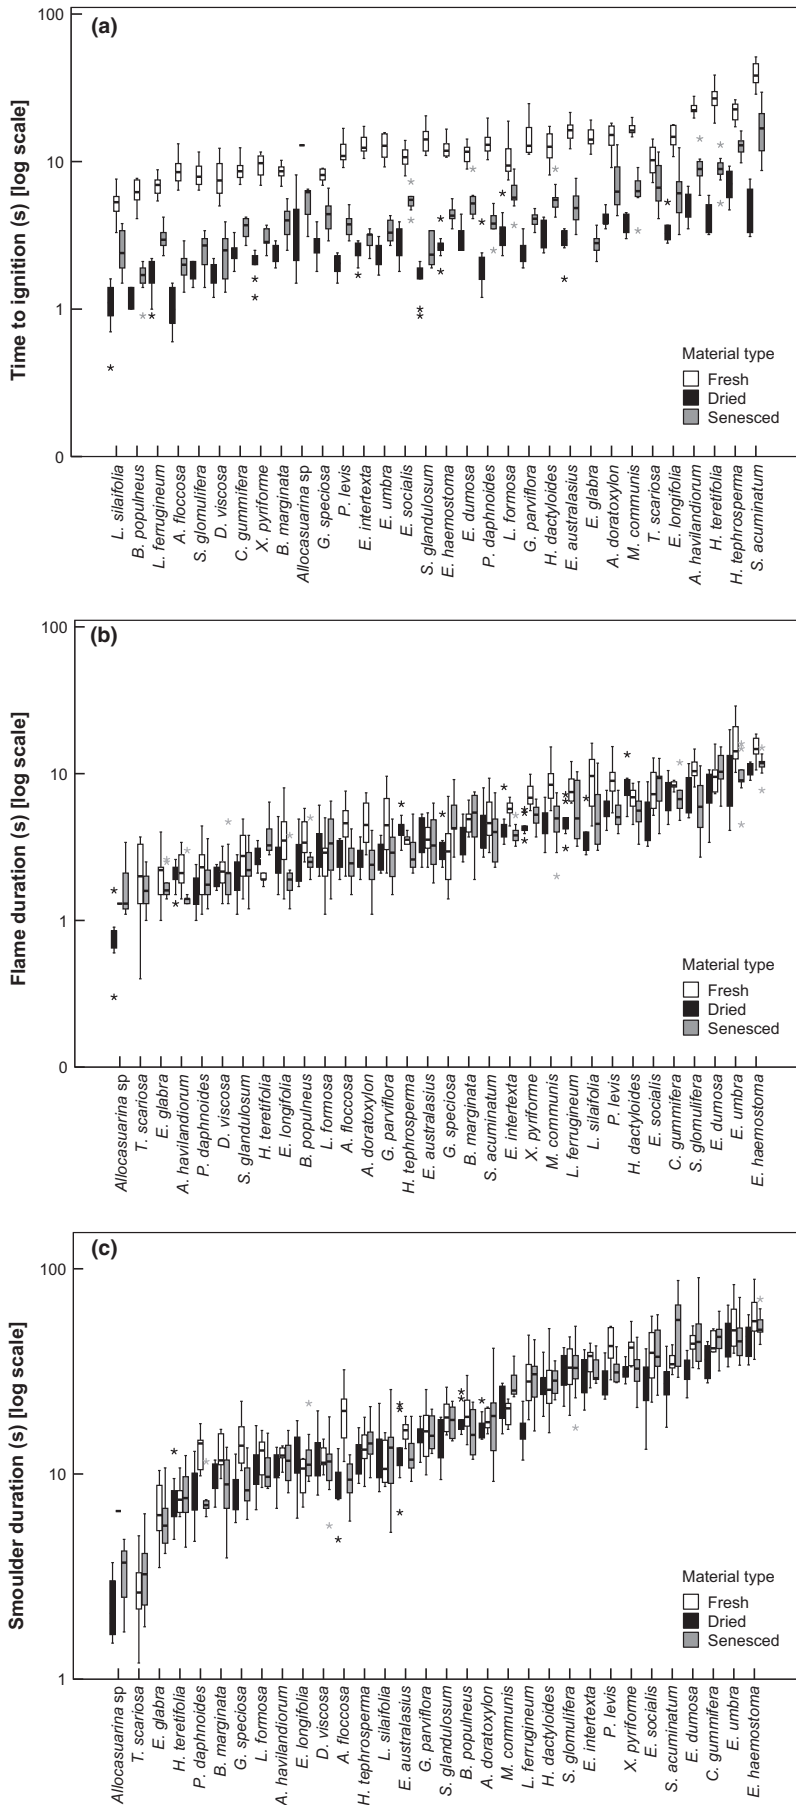 (a)
100
10
1
0
Time to ignition (s) [log scale]
Material type
Fresh
Dried
Senesced
L. silaifolia
B. populneus
L. ferrugineum
A. floccosa
S. glomulifera
D. viscosa
C. gummifera
X. pyriforme
B. marginata
Allocasuarina sp
G. speciosa
P. levis
E. intertexta
E. umbra
E. socialis
S. glandulosum
E. haemostoma
E. dumosa
P. daphnoides
L. formosa
G. parviflora
H. dactyloides
E. australasius
E. glabra
A. doratoxylon
M. communis
T. scariosa
E. longifolia
A. havilandiorum
H. teretifolia
H. tephrosperma
S. acuminatum
(b)
100
10
1
0
Flame duration (s) [log scale]
Material type
Fresh
Dried
Senesced
Allocasuarina sp
T. scariosa
E. glabra
A. havilandiorum
P. daphnoides
D. viscosa
S. glandulosum
H. teretifolia
E. longifolia
B. populneus
L. formosa
A. floccosa
A. doratoxylon
G. parviflora
H. tephrosperma
E. australasius
G. speciosa
B. marginata
S. acuminatum
E. intertexta
X. pyriforme
M. communis
L. ferrugineum
L. silaifolia
P. levis
H. dactyloides
E. socialis
C. gummifera
S. glomulifera
E. dumosa
E. umbra
E. haemostoma
(c)
100
10
1
Smoulder duration (s) [log scale]
Material type
Fresh
Dried
Senesced
Allocasuarina sp
T. scariosa
E. glabra
H. teretifolia
P. daphnoides
B. marginata
G. speciosa
L. formosa
A. havilandiorum
E. longifolia
D. viscosa
A. floccosa
H. tephrosperma
L. silaifolia
E. australasius
G. parviflora
S. glandulosum
B. populneus
A. doratoxylon
M. communis
L. ferrugineum
H. dactyloides
S. glomulifera
E. intertexta
P. levis
X. pyriforme
E. socialis
S. acuminatum
E. dumosa
C. gummifera
E. umbra
E. haemostoma